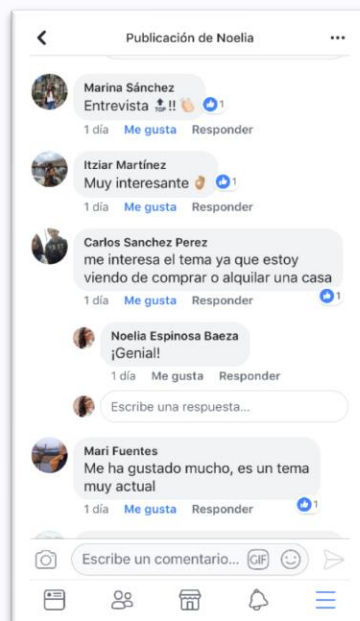 Publicación de Noelia
Marina Sánchez
Entrevista 🔝!! 👏🏻 1
1 día Me gusta Responder
Itziar Martínez
Muy interesante 👌🏼 1
1 día Me gusta Responder
Carlos Sanchez Perez
me interesa el tema ya que estoy
viendo de comprar o alquilar una casa
1 día Me gusta Responder 1
Noelia Espinosa Baeza
¡Genial!
1 día Me gusta Responder
Escribe una respuesta...
Mari Fuentes
Me ha gustado mucho, es un tema
muy actual
1 día Me gusta Responder 1
Escribe un comentario... GIF